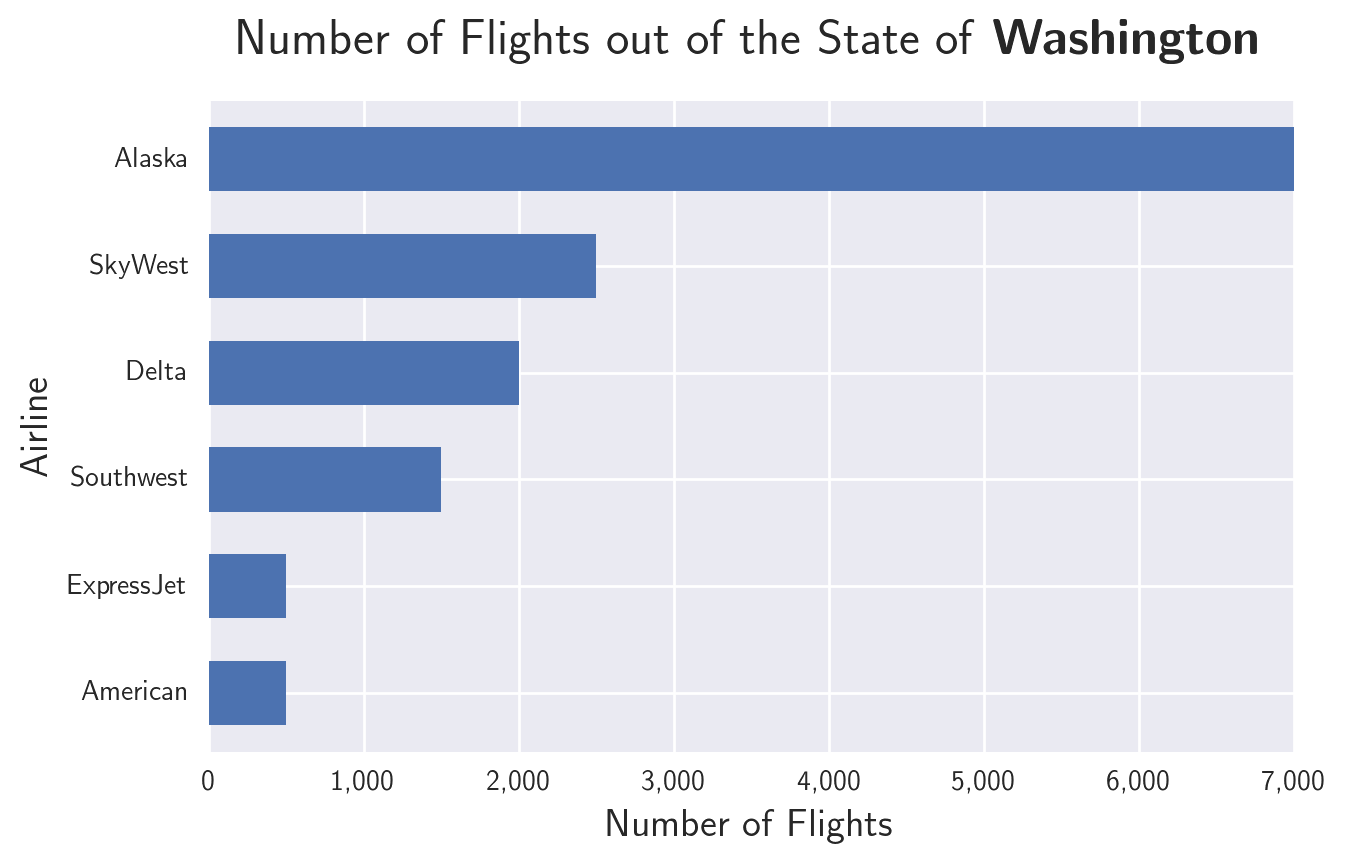 Number of Flights out of the State of Washington
Alaska
SkyWest
Delta
Southwest
ExpressJet
American
Airline
0 1,000 2,000 3,000 4,000 5,000 6,000 7,000
Number of Flights